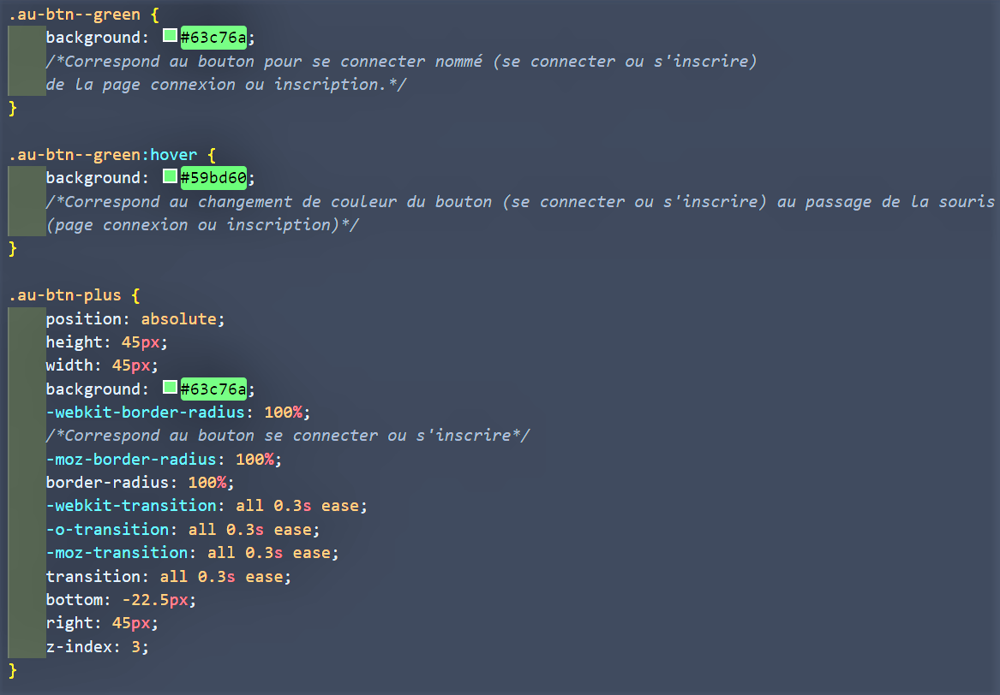 .au-btn--green {
    background: #63c76a;
    /*Correspond au bouton pour se connecter nommé (se connecter ou s'inscrire)
    de la page connexion ou inscription.*/
}

.au-btn--green:hover {
    background: #59bd60;
    /*Correspond au changement de couleur du bouton (se connecter ou s'inscrire) au passage de la souris
    (page connexion ou inscription)*/
}

.au-btn-plus {
    position: absolute;
    height: 45px;
    width: 45px;
    background: #63c76a;
    -webkit-border-radius: 100%;
    /*Correspond au bouton se connecter ou s'inscrire*/
    -moz-border-radius: 100%;
    border-radius: 100%;
    -webkit-transition: all 0.3s ease;
    -o-transition: all 0.3s ease;
    -moz-transition: all 0.3s ease;
    transition: all 0.3s ease;
    bottom: -22.5px;
    right: 45px;
    z-index: 3;
}